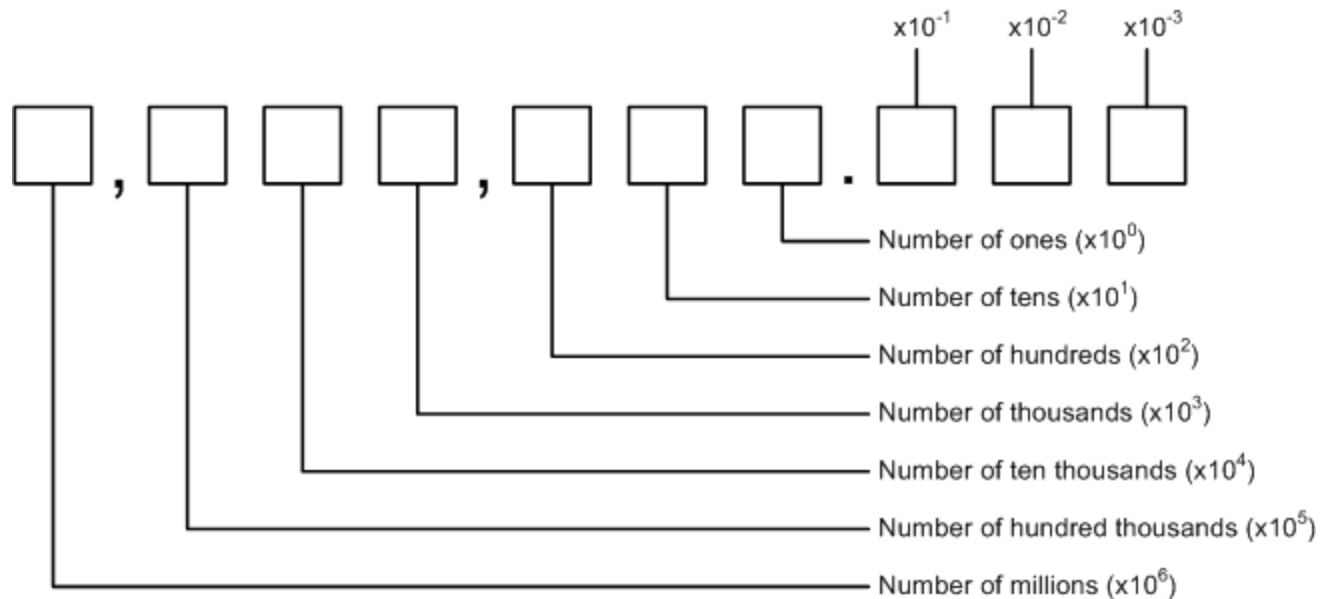 x10⁻¹ x10⁻² x10⁻³
, , .
Number of ones (x10⁰)
Number of tens (x10¹)
Number of hundreds (x10²)
Number of thousands (x10³)
Number of ten thousands (x10⁴)
Number of hundred thousands (x10⁵)
Number of millions (x10⁶)